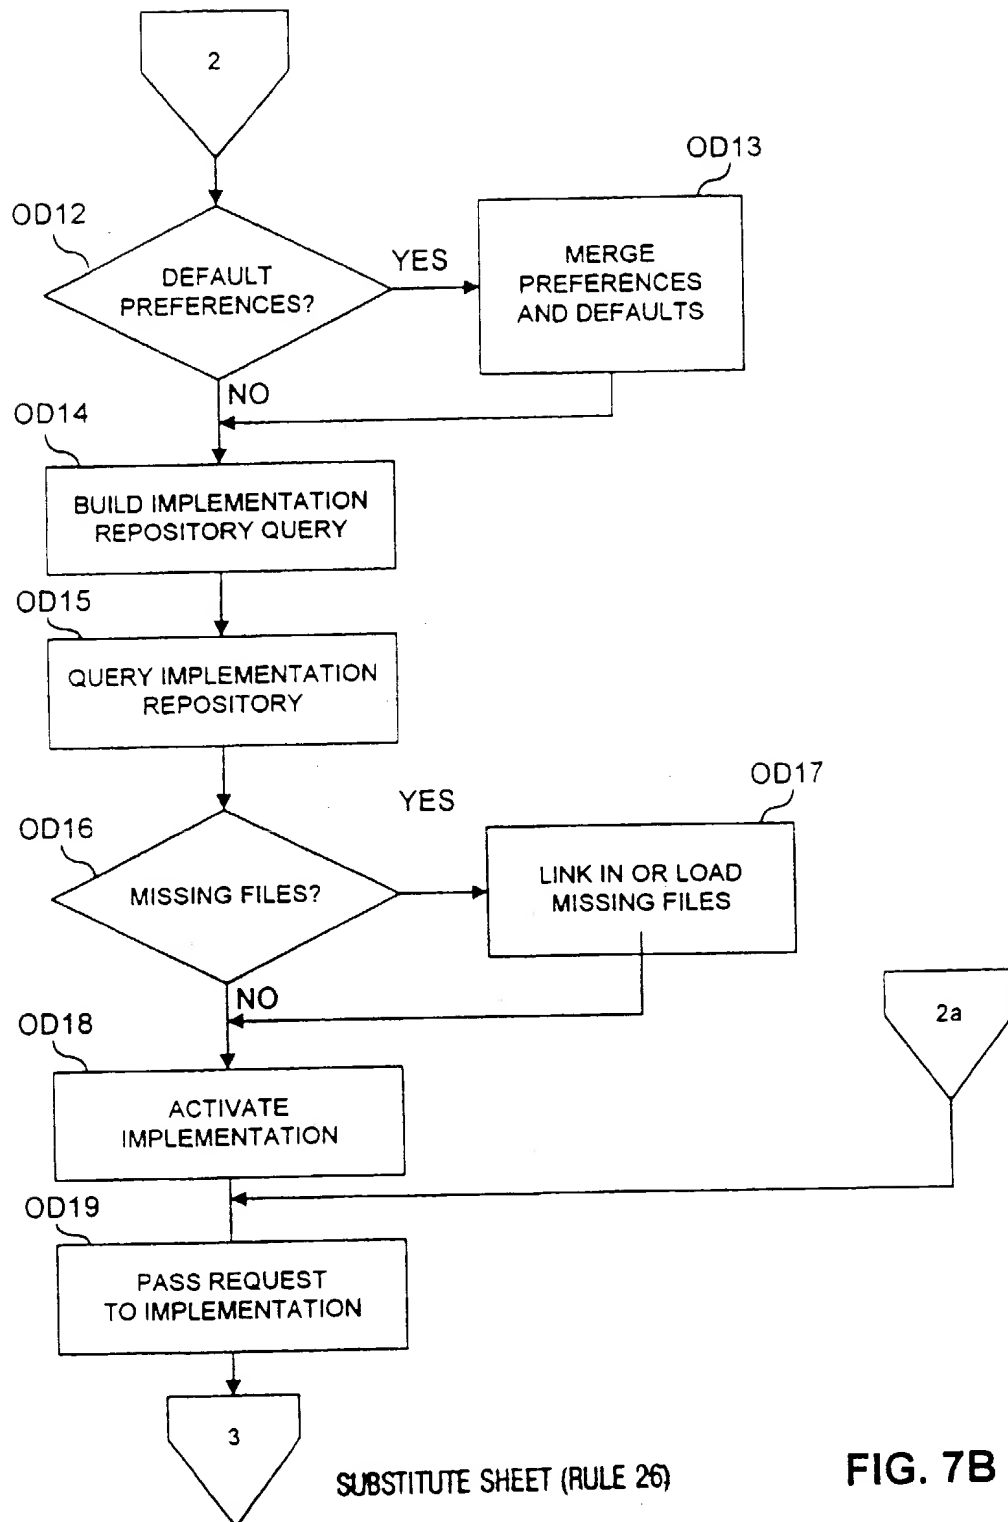 2
OD13
OD12
YES
DEFAULT
PREFERENCES?
MERGE
PREFERENCES
AND DEFAULTS
NO
OD14
BUILD IMPLEMENTATION
REPOSITORY QUERY
OD15
QUERY IMPLEMENTATION
REPOSITORY
OD17
YES
OD16
MISSING FILES?
LINK IN OR LOAD
MISSING FILES
NO
2a
OD18
ACTIVATE
IMPLEMENTATION
OD19
PASS REQUEST
TO IMPLEMENTATION
3
SUBSTITUTE SHEET (RULE 26)
FIG. 7B